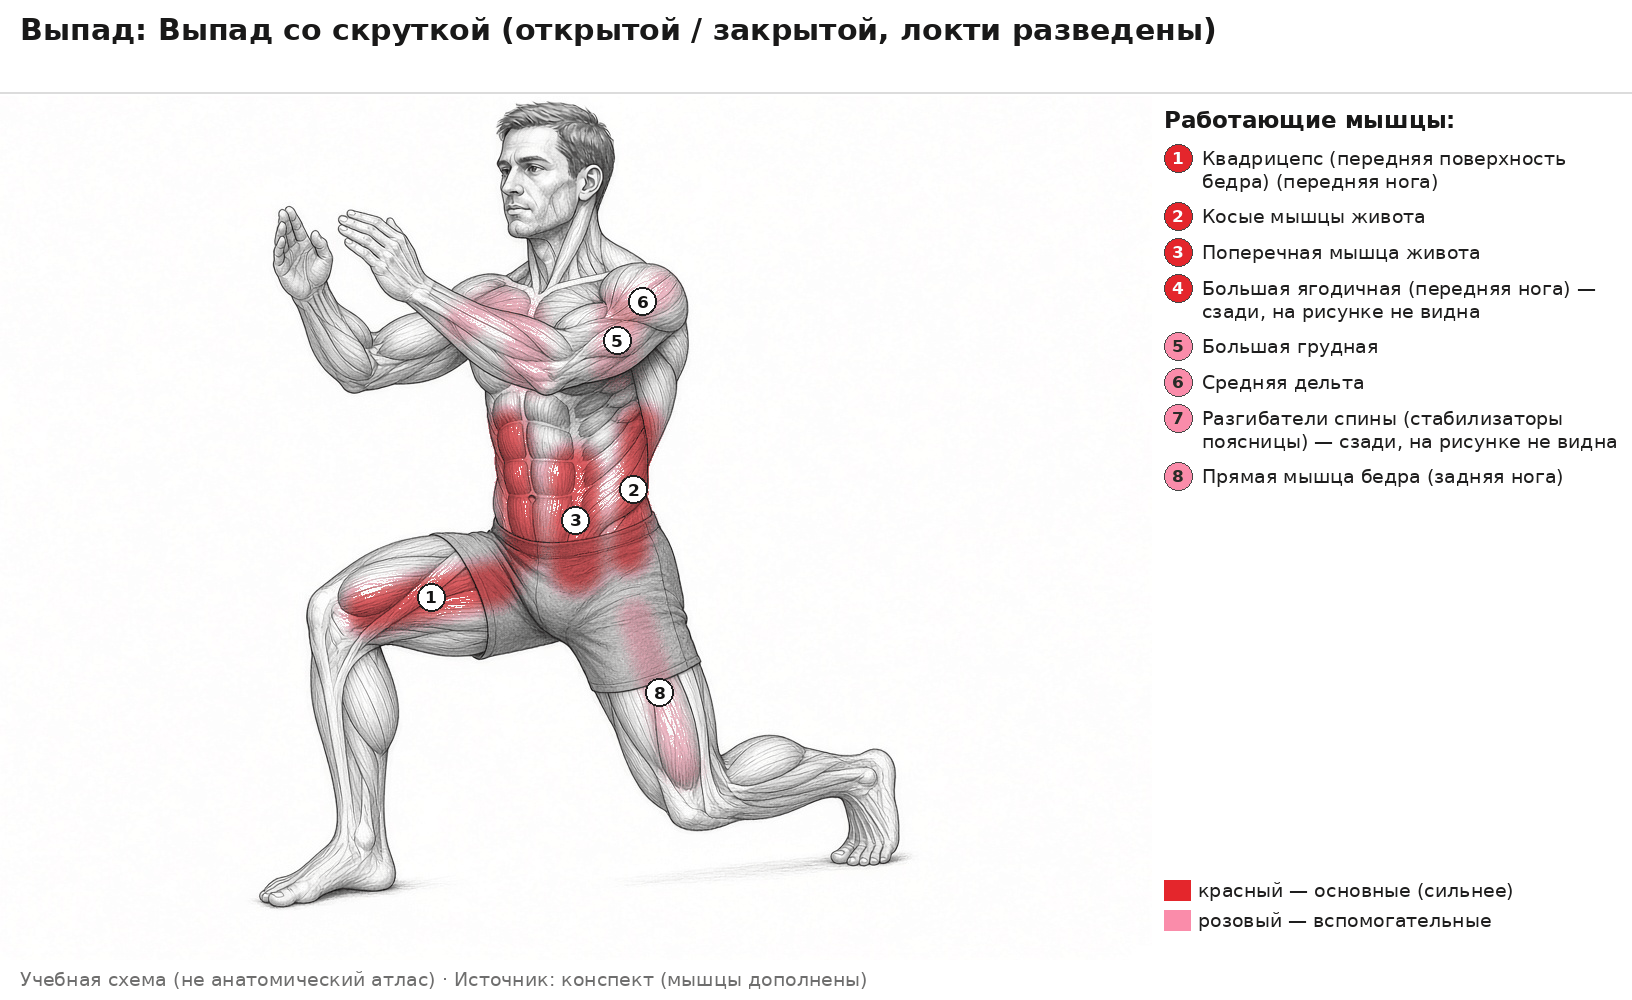 Выпад: Выпад со скруткой (открытой / закрытой, локти разведены)
Работающие мышцы:
1 Квадрицепс (передняя поверхность
бедра) (передняя нога)
2 Косые мышцы живота
3 Поперечная мышца живота
4 Большая ягодичная (передняя нога) —
сзади, на рисунке не видна
5 Большая грудная
6 Средняя дельта
7 Разгибатели спины (стабилизаторы
поясницы) — сзади, на рисунке не видна
8 Прямая мышца бедра (задняя нога)
6
5
2
3
1
8
красный — основные (сильнее)
розовый — вспомогательные
Учебная схема (не анатомический атлас) · Источник: конспект (мышцы дополнены)